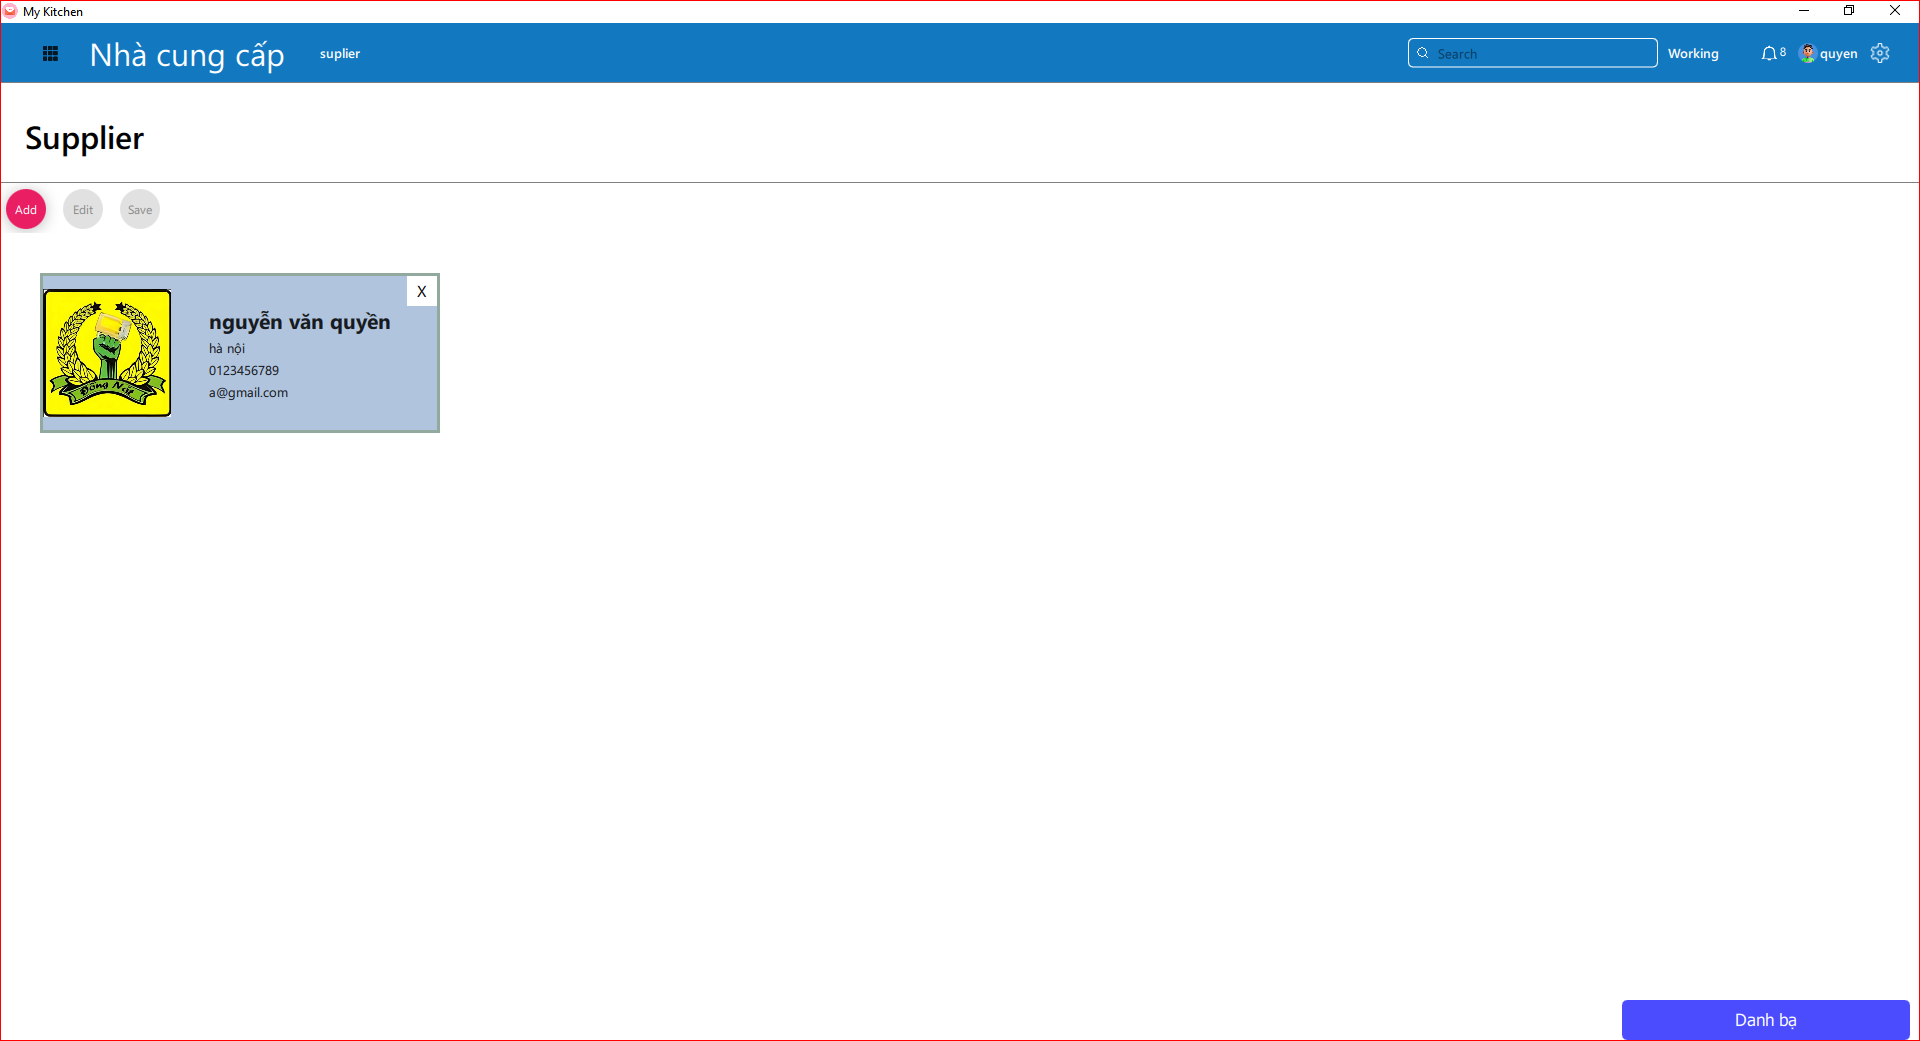 My Kitchen
Nhà cung cấp
suplier
Search
Working
8
quyen
Supplier
Add
Edit
Save
X
nguyễn văn quyền
hà nội
0123456789
a@gmail.com
Đồng Nát
Danh bạ